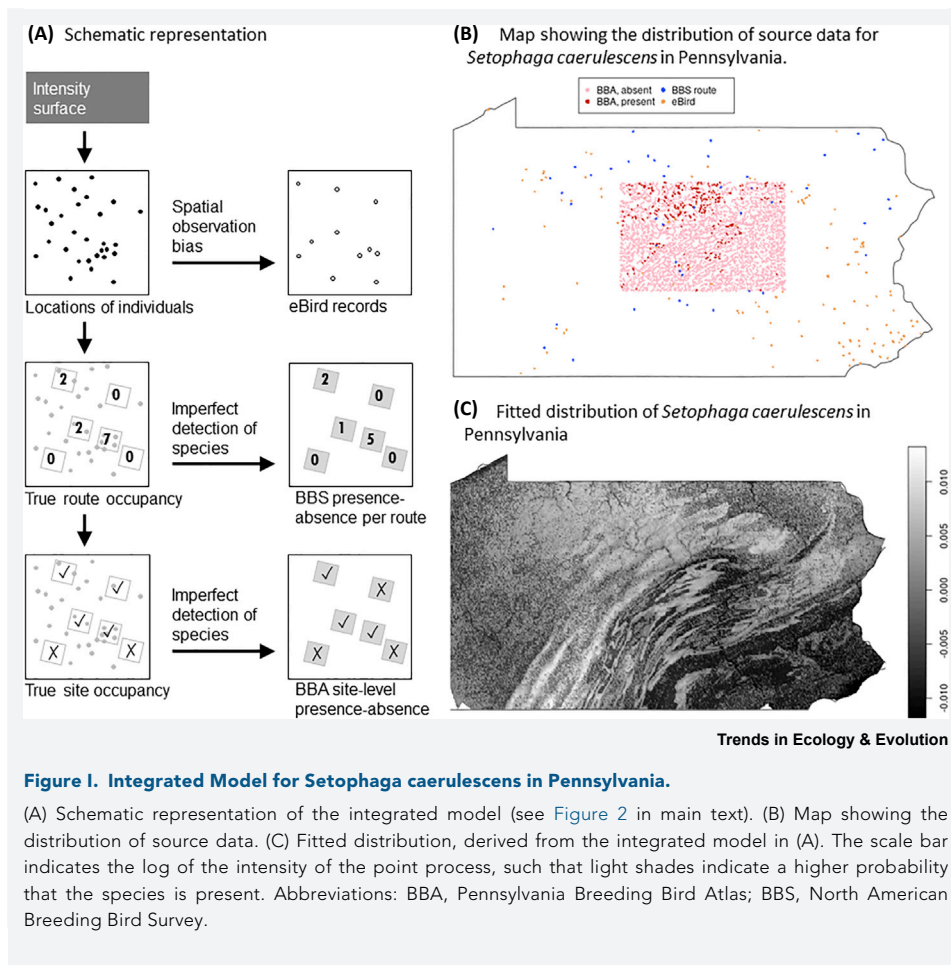 (A) Schematic representation
Intensity
surface
Spatial
observation
bias
Locations of individuals
eBird records
2
0
2
7
0
0
Imperfect
detection of
species
2
0
1
5
0
0
True route occupancy
BBS presence-
absence per route
Imperfect
detection of
species
True site occupancy
BBA site-level
presence-absence
(B) Map showing the distribution of source data for
Setophaga caerulescens in Pennsylvania.
BBA, absent BBS route
BBA, present eBird
(C) Fitted distribution of Setophaga caerulescens in
Pennsylvania
0.010
0.005
0.000
-0.005
-0.010
Trends in Ecology & Evolution
Figure I. Integrated Model for Setophaga caerulescens in Pennsylvania.
(A) Schematic representation of the integrated model (see Figure 2 in main text). (B) Map showing the
distribution of source data. (C) Fitted distribution, derived from the integrated model in (A). The scale bar
indicates the log of the intensity of the point process, such that light shades indicate a higher probability
that the species is present. Abbreviations: BBA, Pennsylvania Breeding Bird Atlas; BBS, North American
Breeding Bird Survey.